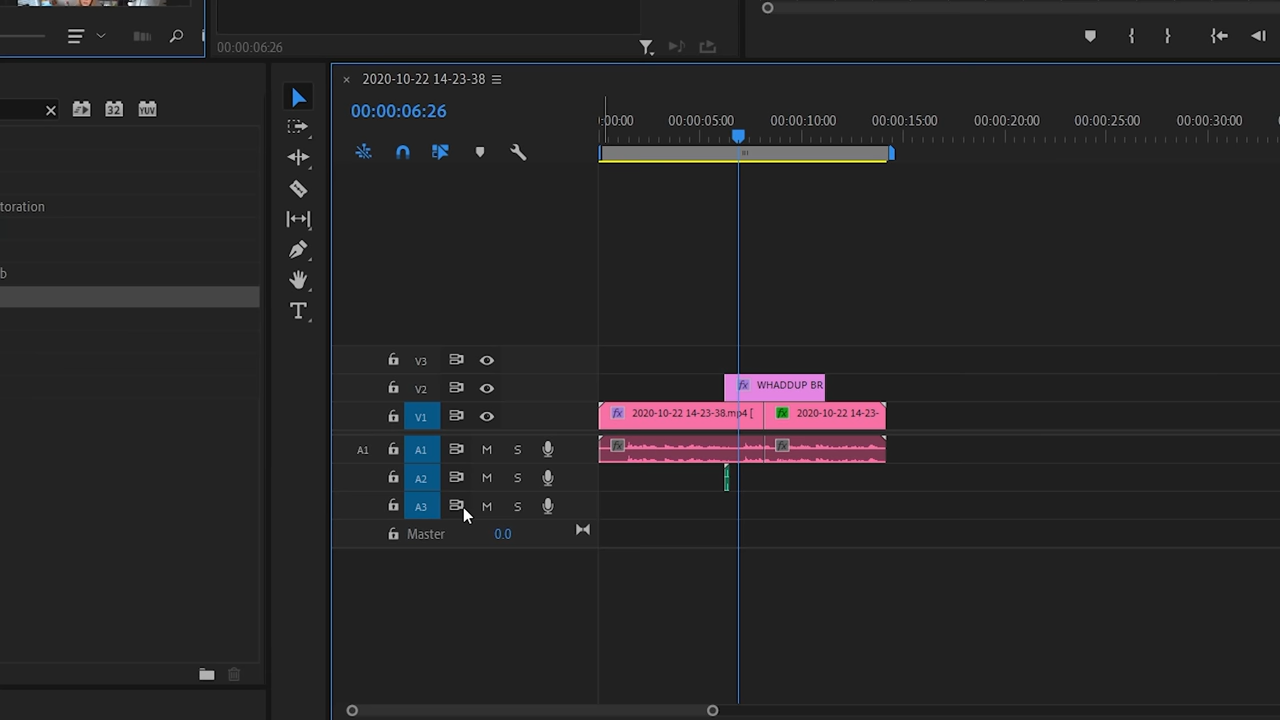 00:00:06:26
2020-10-22 14-23-38
00:00:06:26
:00:00
00:00:05:00
00:00:10:00
00:00:15:00
00:00:20:00
00:00:25:00
00:00:30:00
32
YUV
toration
b
T
V3
V2
WHADDUP BR
V1
2020-10-22 14-23-38.mp4 [
2020-10-22 14-23-
A1
A1
M
S
A2
M
S
A3
M
S
Master
0.0